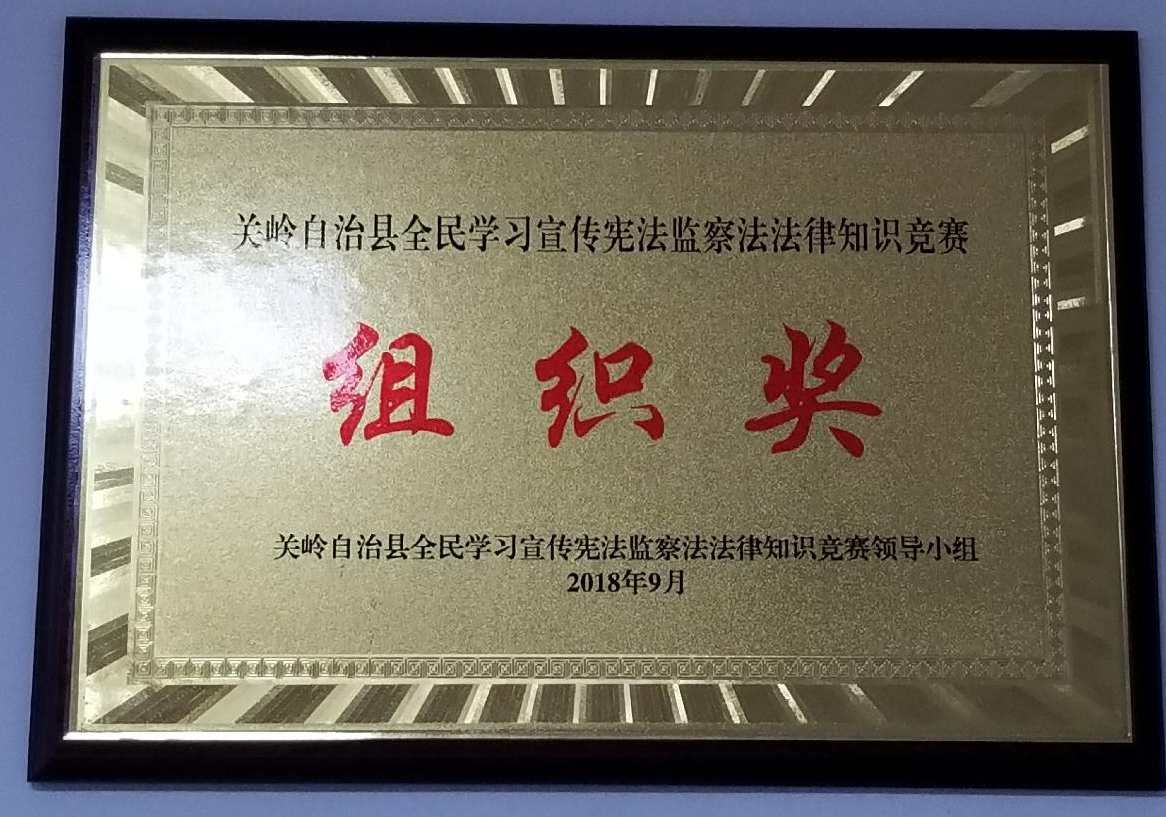 关岭自治县全民学习宣传宪法监察法法律知识竞赛
组织奖
关岭自治县全民学习宣传宪法监察法法律知识竞赛领导小组
2018年9月